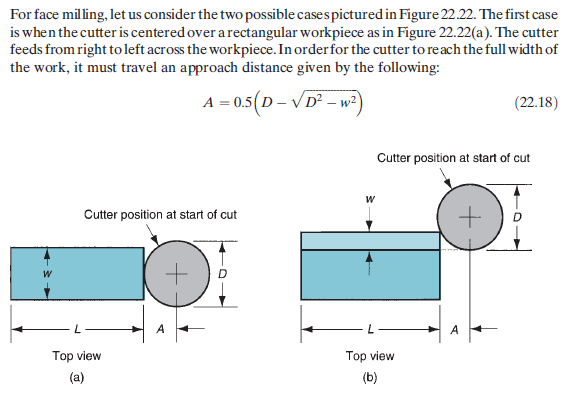 For face milling, let us consider the two possible cases pictured in Figure 22.22. The first case
is when the cutter is centered over a rectangular workpiece as in Figure 22.22(a). The cutter
feeds from right to left across the workpiece. In order for the cutter to reach the full width of
the work, it must travel an approach distance given by the following:
A = 0.5(D – √D² – w²) (22.18)
Cutter position at start of cut
w
Cutter position at start of cut
D
w
D
L
A
L
A
Top view
Top view
(a)
(b)